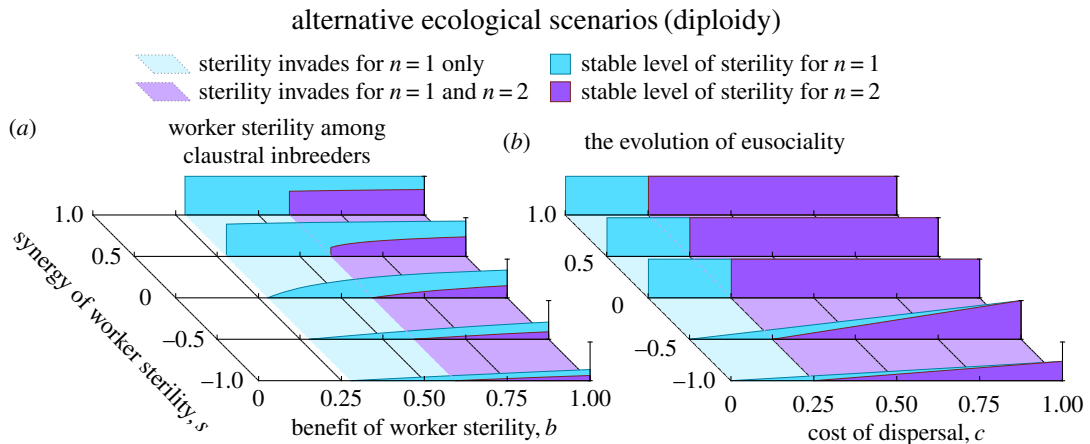 alternative ecological scenarios (diploidy)
sterility invades for n = 1 only
stable level of sterility for n = 1
sterility invades for n = 1 and n = 2
stable level of sterility for n = 2
(a)
worker sterility among
claustral inbreeders
(b)
the evolution of eusociality
1.0
0.5
0
−0.5
−1.0
synergy of worker sterility, s
0
0.25
0.50
0.75
1.00
benefit of worker sterility, b
1.0
0.5
0
−0.5
−1.0
0
0.25
0.50
0.75
1.00
cost of dispersal, c